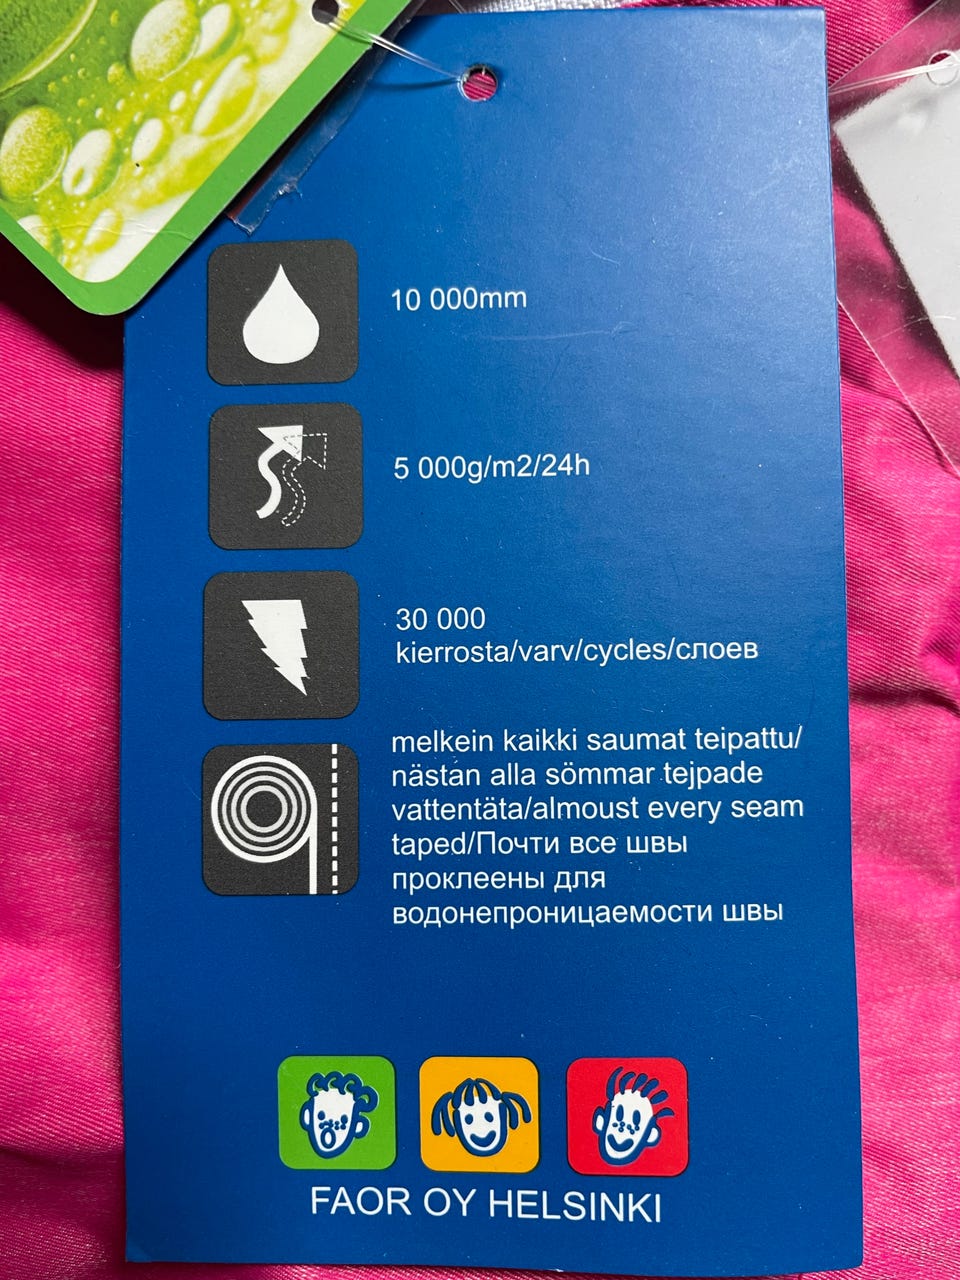 10 000mm
5 000g/m2/24h
30 000
kierrosta/varv/cycles/слоев
melkein kaikki saumat teipattu/
nästan alla sömmar tejpade
vattentäta/almoust every seam
taped/Почти все швы
проклеены для
водонепроницаемости швы
FAOR OY HELSINKI